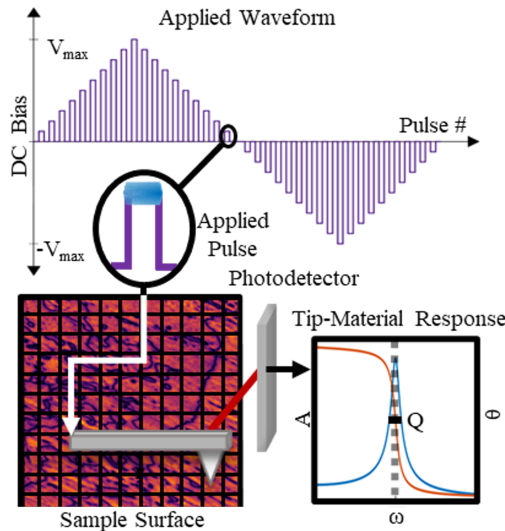 Applied Waveform
Vmax
DC Bias
Pulse #
-Vmax
Applied
Pulse
Photodetector
Tip-Material Response
A
Q
θ
ω
Sample Surface